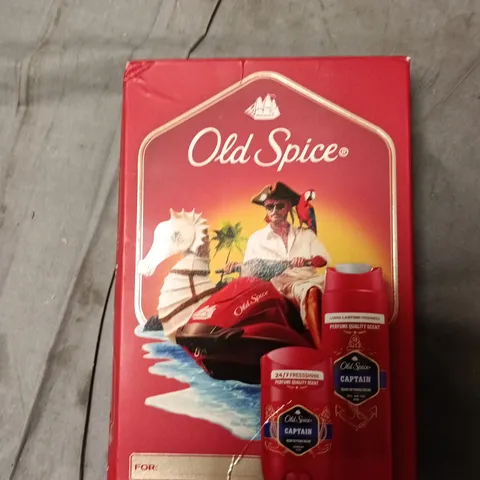 Old Spice®
Old Spice
LONG LASTING FRESHNESS
PERFUME QUALITY SCENT
24/7 FRESHNESS
PERFUME QUALITY SCENT
Old Spice
CAPTAIN
Old Spice
CAPTAIN
FOR: